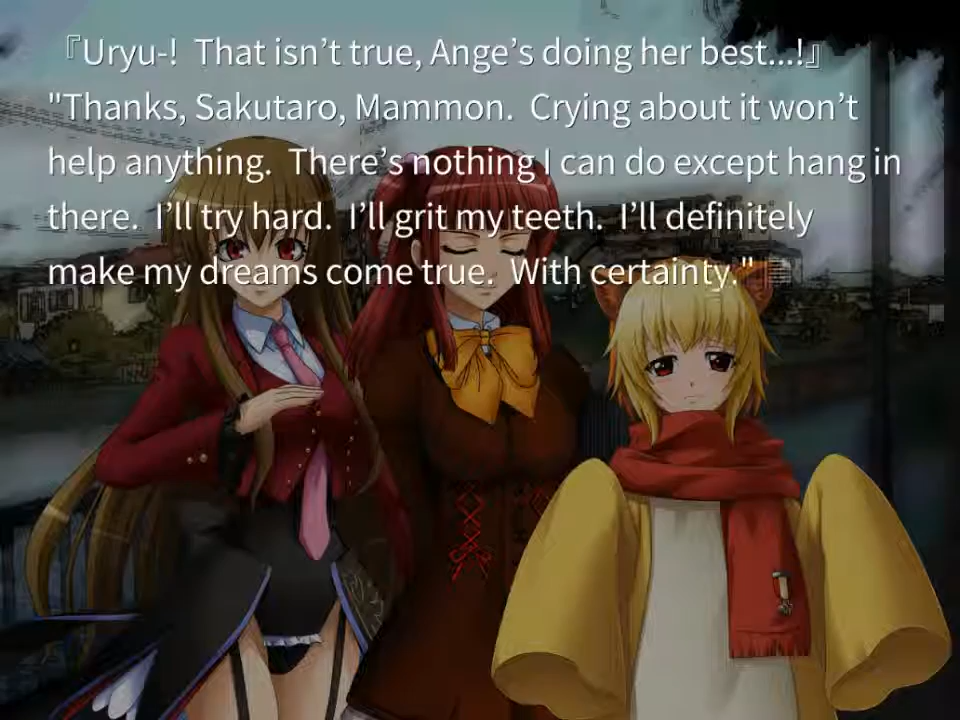 『Uryu-!  That isn’t true, Ange’s doing her best...!』
"Thanks, Sakutaro, Mammon.  Crying about it won’t
help anything.  There’s nothing I can do except hang in
there.  I’ll try hard.  I’ll grit my teeth.  I’ll definitely
make my dreams come true.  With certainty."